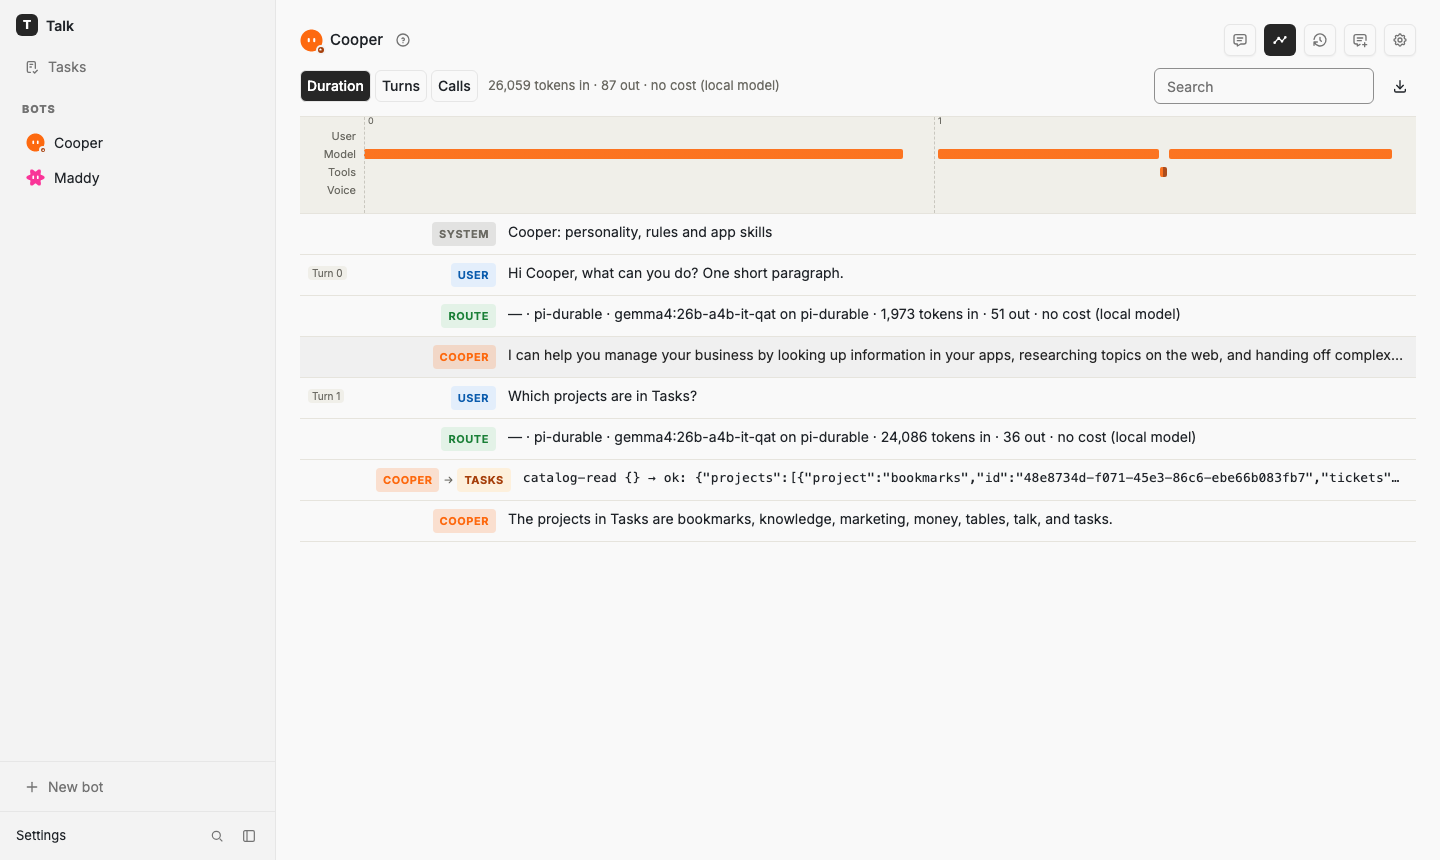 T Talk
Tasks
BOTS
Cooper
Maddy
New bot
Settings
Cooper
Duration Turns Calls 26,059 tokens in · 87 out · no cost (local model)
Search
0 1
User
Model
Tools
Voice
SYSTEM Cooper: personality, rules and app skills
Turn 0 USER Hi Cooper, what can you do? One short paragraph.
ROUTE — · pi-durable · gemma4:26b-a4b-it-qat on pi-durable · 1,973 tokens in · 51 out · no cost (local model)
COOPER I can help you manage your business by looking up information in your apps, researching topics on the web, and handing off complex...
Turn 1 USER Which projects are in Tasks?
ROUTE — · pi-durable · gemma4:26b-a4b-it-qat on pi-durable · 24,086 tokens in · 36 out · no cost (local model)
COOPER → TASKS catalog-read {} → ok: {"projects":[{"project":"bookmarks","id":"48e8734d-f071-45e3-86c6-ebe66b083fb7","tickets"…
COOPER The projects in Tasks are bookmarks, knowledge, marketing, money, tables, talk, and tasks.